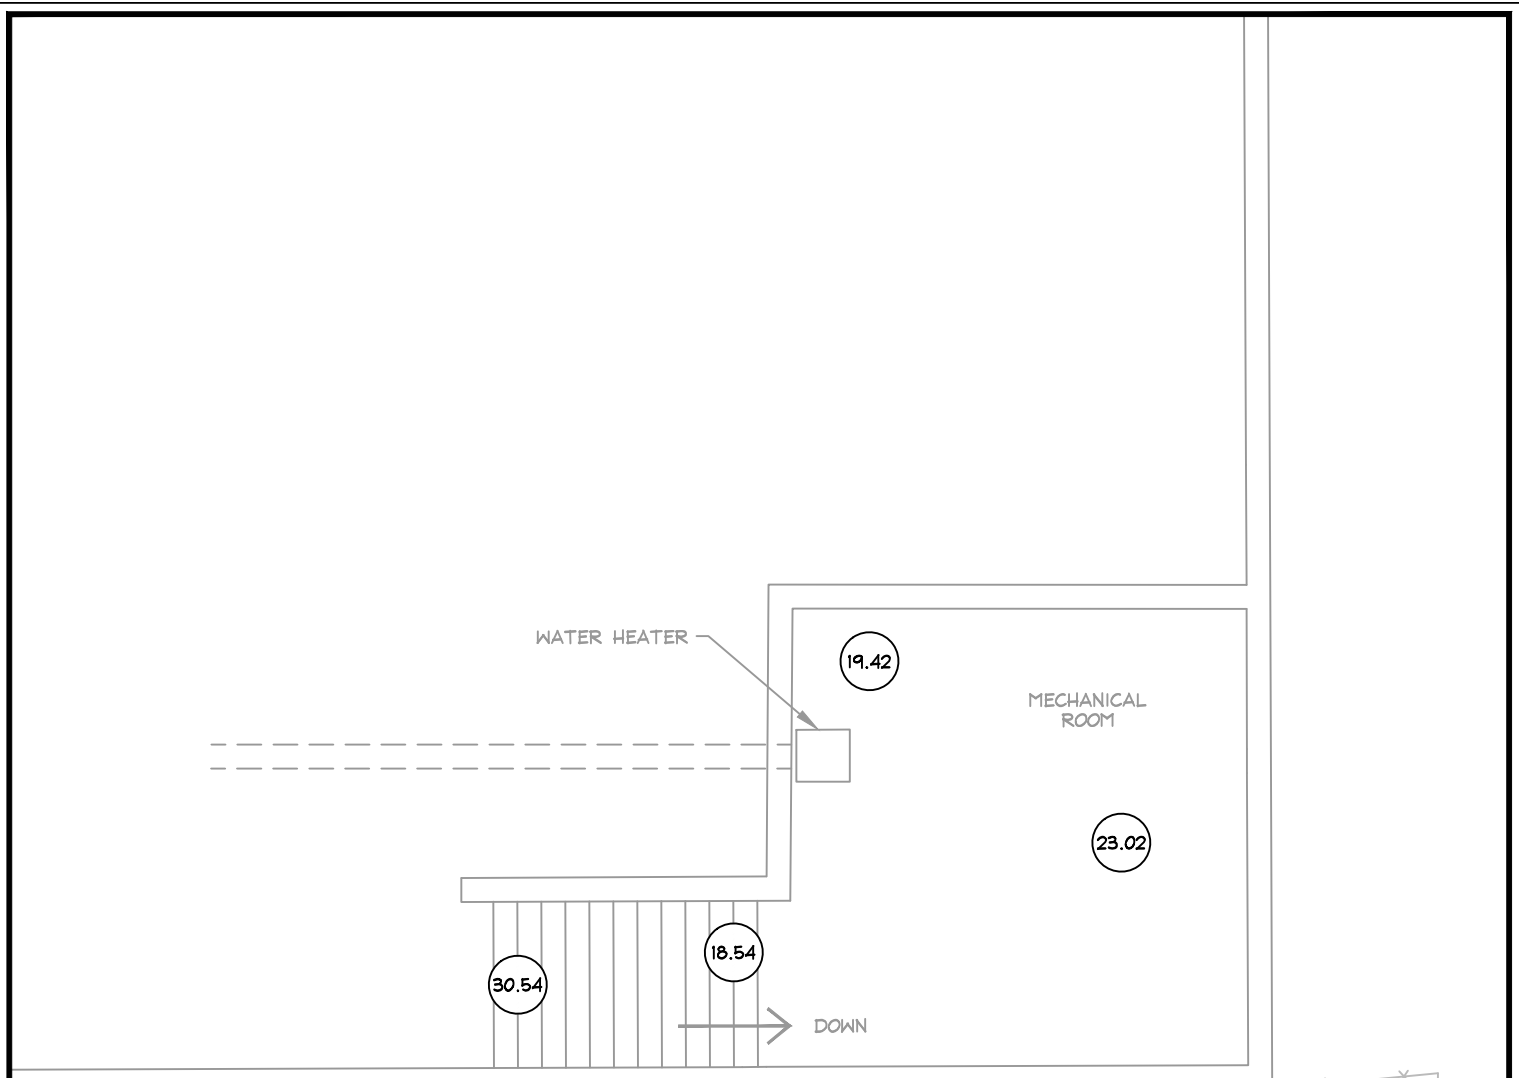 WATER HEATER
19.42
MECHANICAL
ROOM
23.02
18.54
30.54
DOWN